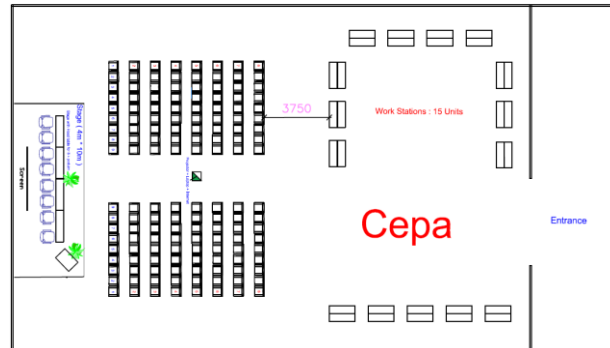 3750
Work Stations : 15 Units
Stage ( 4m * 10m )
Screen
Cepa
Entrance